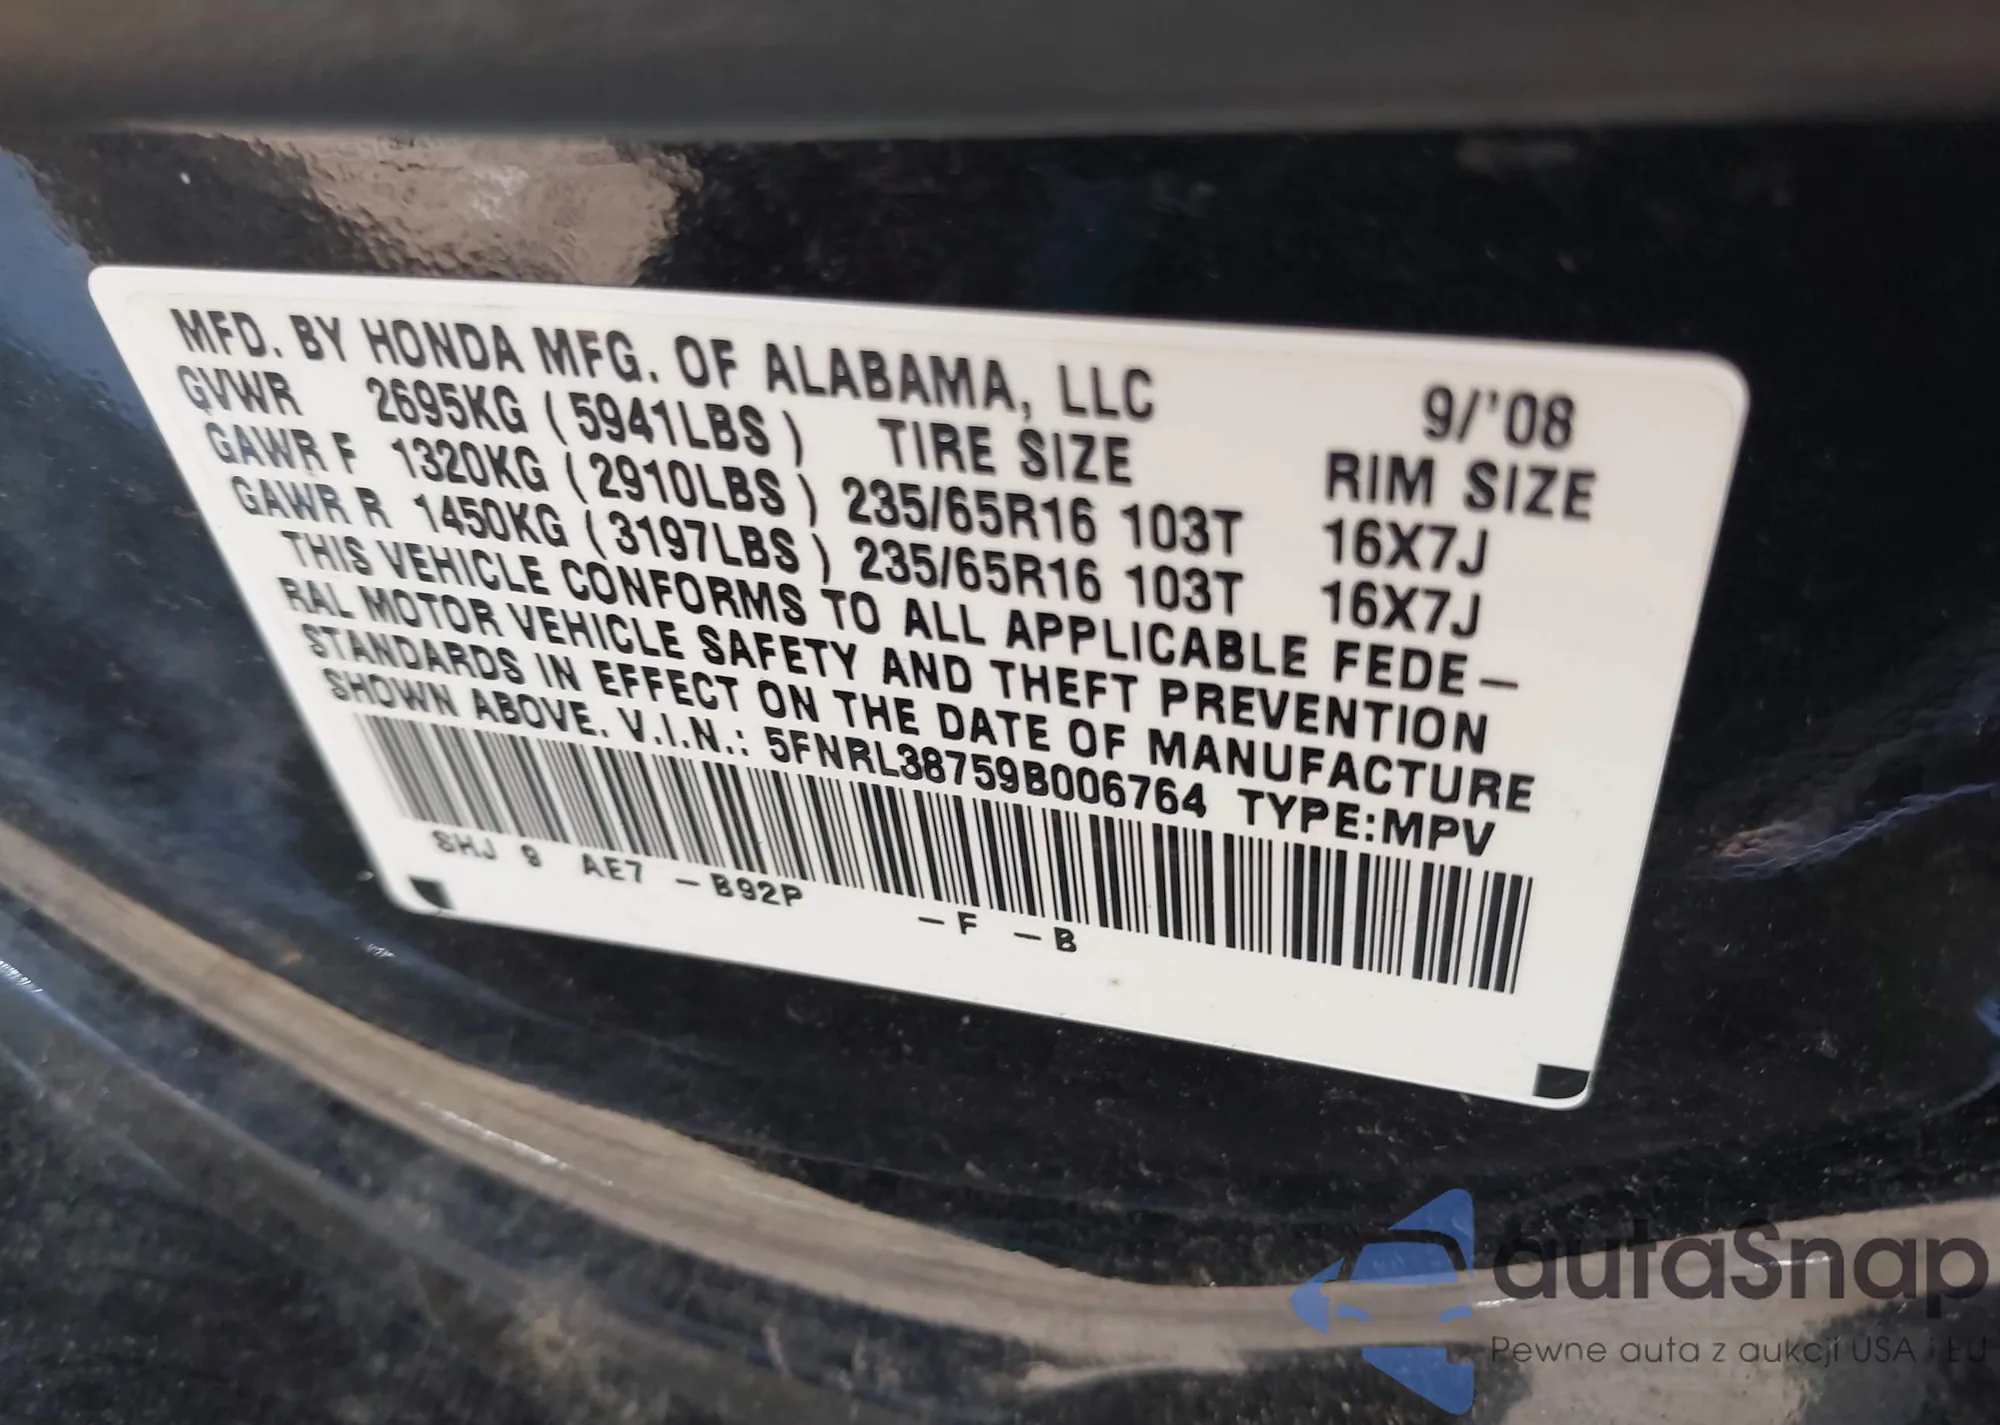 MFD. BY HONDA MFG. OF ALABAMA, LLC 9/'08
GVWR 2695KG (5941LBS) TIRE SIZE RIM SIZE
GAWR F 1320KG (2910LBS) 235/65R16 103T 16X7J
GAWR R 1450KG (3197LBS) 235/65R16 103T 16X7J
THIS VEHICLE CONFORMS TO ALL APPLICABLE FEDE–
RAL MOTOR VEHICLE SAFETY AND THEFT PREVENTION
STANDARDS IN EFFECT ON THE DATE OF MANUFACTURE
SHOWN ABOVE. V.I.N.: 5FNRL38759B006764 TYPE:MPV
SHJ 9 AE7 –B92P –F –B
autaSnap
Pewne auta z aukcji USA i EU